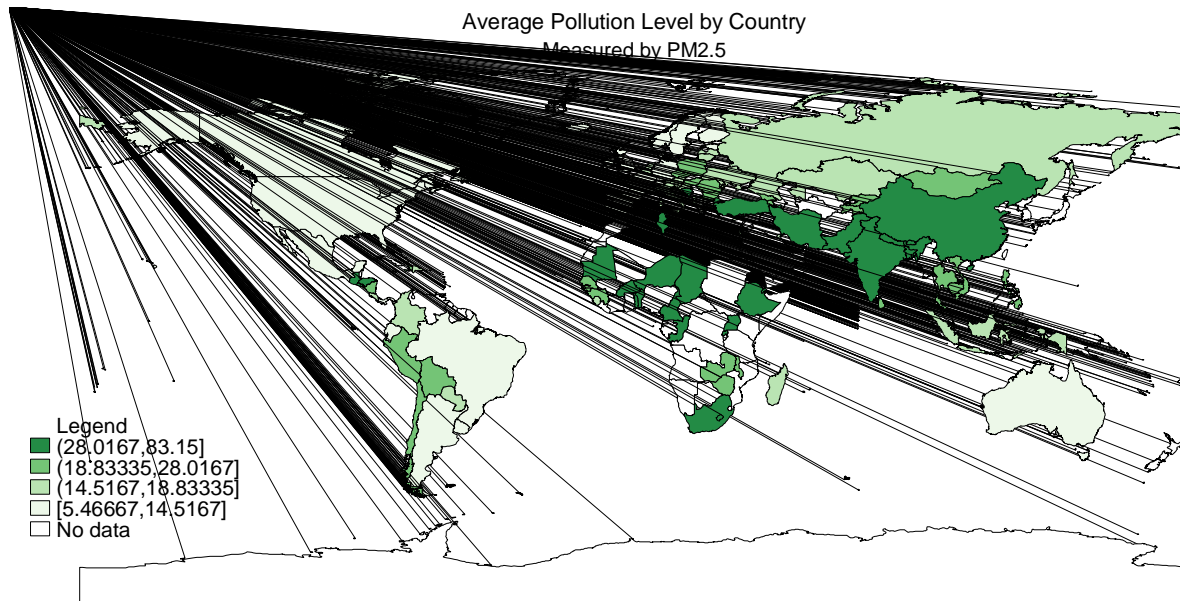 Average Pollution Level by Country
Measured by PM2.5
Legend
(28.0167,83.15]
(18.83335,28.0167]
(14.5167,18.83335]
[5.46667,14.5167]
No data